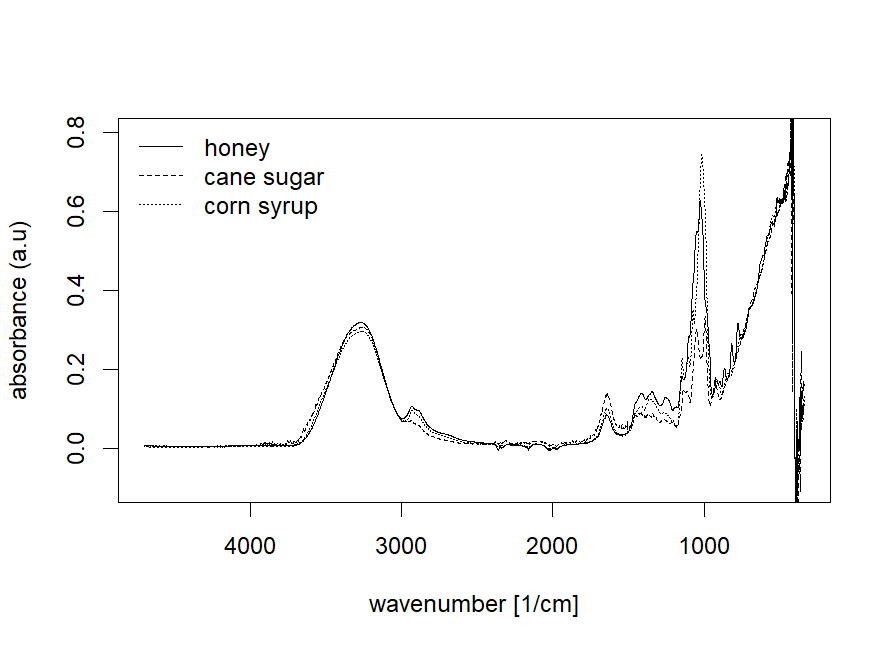 honey
cane sugar
corn syrup
absorbance (a.u)
0.8
0.6
0.4
0.2
0.0
4000 3000 2000 1000
wavenumber [1/cm]